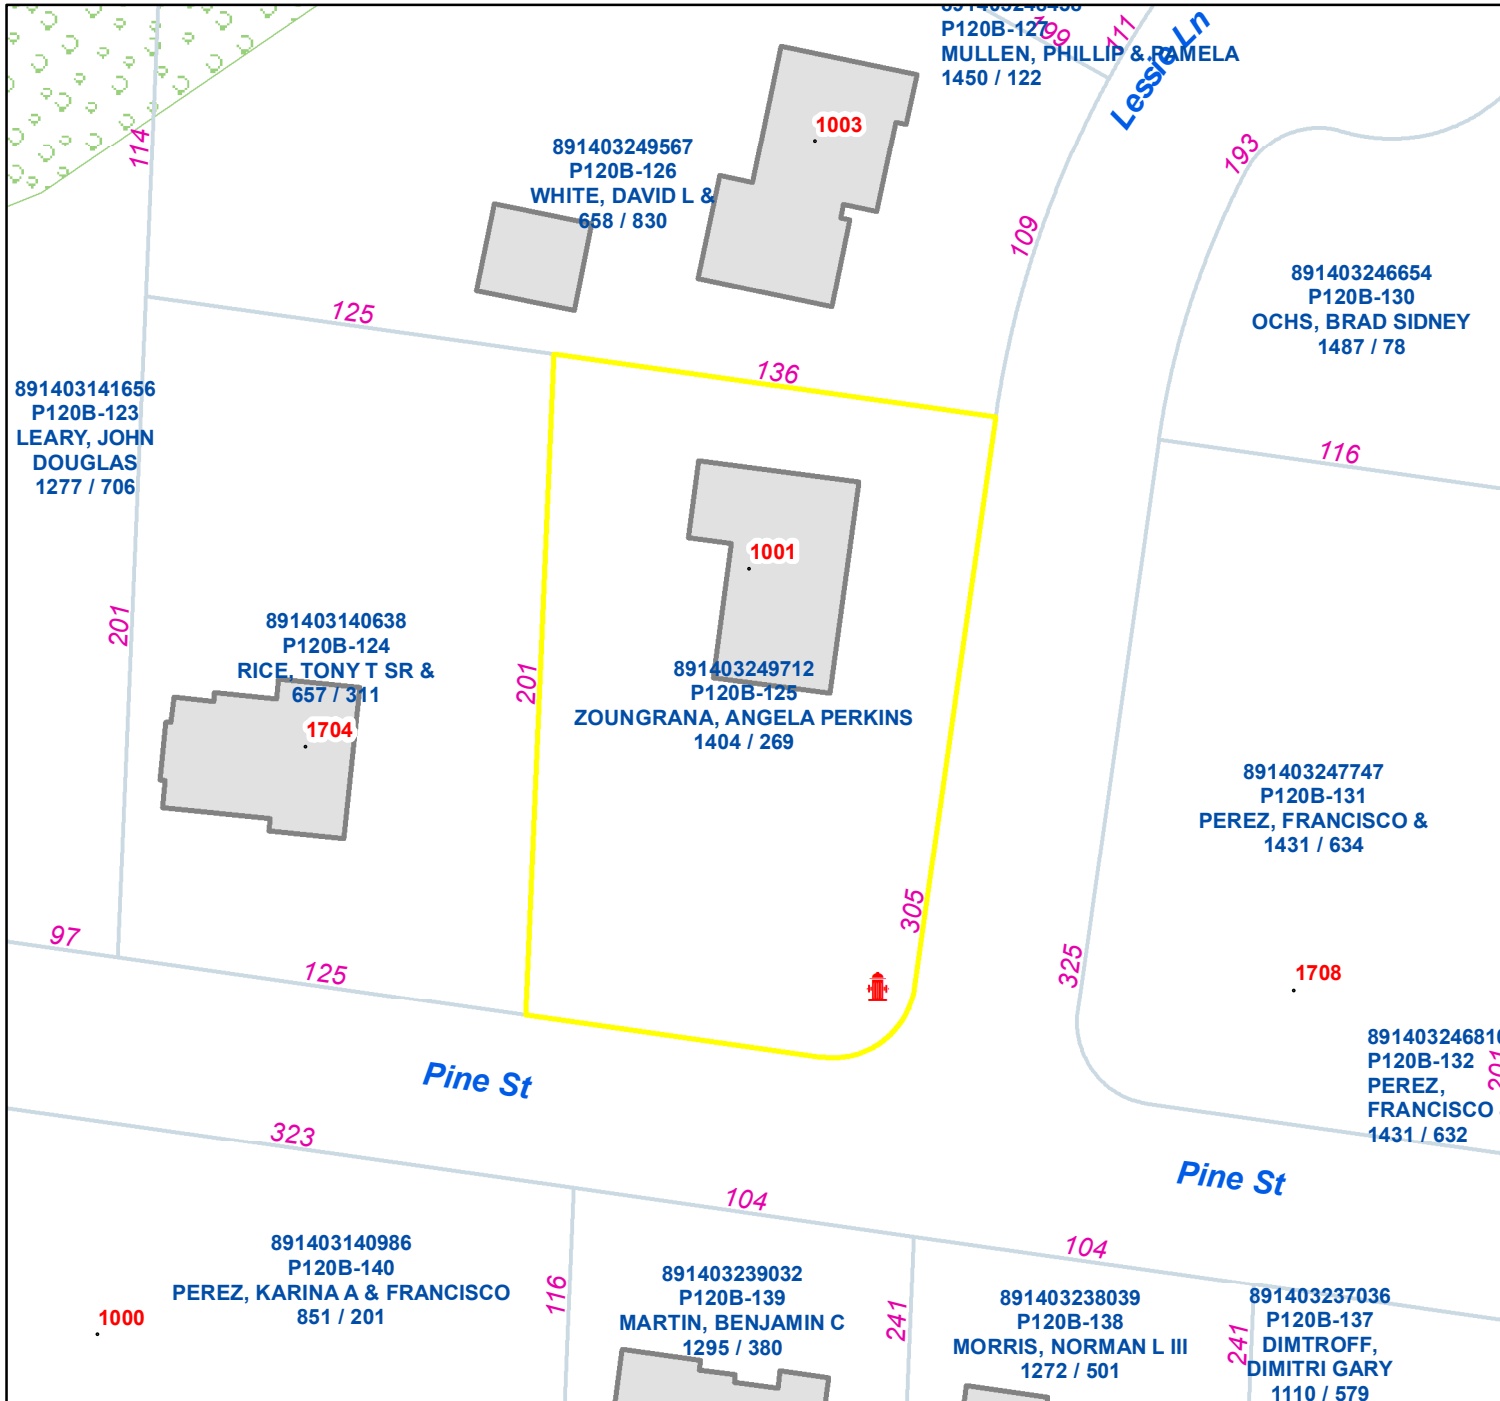 P120B-127
MULLEN, PHILLIP & PAMELA
1450 / 122
199
111
Lessie Ln
1003
114
891403249567
P120B-126
WHITE, DAVID L &
658 / 830
193
109
891403246654
P120B-130
OCHS, BRAD SIDNEY
1487 / 78
125
136
116
891403141656
P120B-123
LEARY, JOHN
DOUGLAS
1277 / 706
1001
201
891403140638
P120B-124
RICE, TONY T SR &
657 / 311
1704
201
891403249712
P120B-125
ZOUNGRANA, ANGELA PERKINS
1404 / 269
891403247747
P120B-131
PEREZ, FRANCISCO &
1431 / 634
305
97
125
325
1708
Pine St
P120B-132
PEREZ,
FRANCISCO
1431 / 632
201
323
104
Pine St
104
891403140986
P120B-140
PEREZ, KARINA A & FRANCISCO
851 / 201
1000
116
891403239032
P120B-139
MARTIN, BENJAMIN C
1295 / 380
241
891403238039
P120B-138
MORRIS, NORMAN L III
1272 / 501
241
891403237036
P120B-137
DIMTROFF,
DIMITRI GARY
1110 / 579